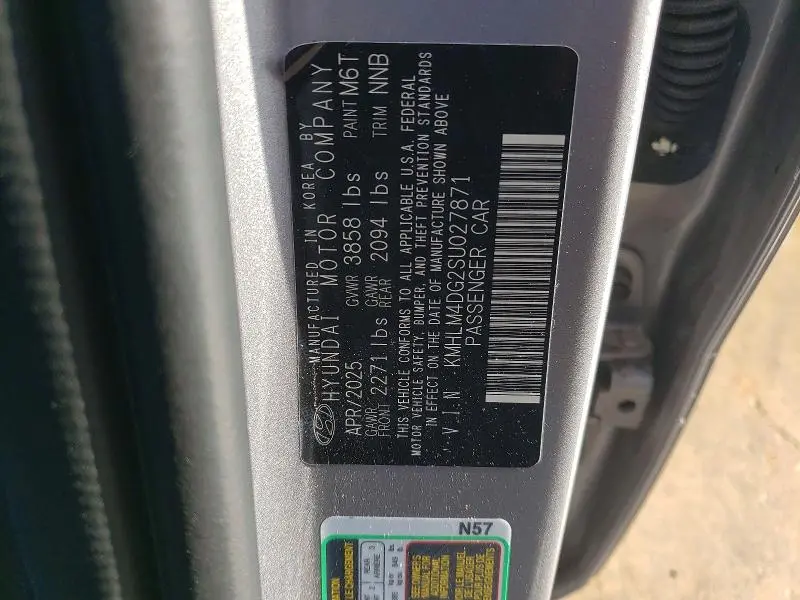 MANUFACTURED IN KOREA BY
HYUNDAI MOTOR COMPANY
APR/2025 GVWR 3858 lbs PAINT M6T
GAWR FRONT 2271 lbs GAWR REAR 2094 lbs TRIM NNB
THIS VEHICLE CONFORMS TO ALL APPLICABLE U.S.A. FEDERAL
MOTOR VEHICLE SAFETY, BUMPER, AND THEFT PREVENTION STANDARDS
IN EFFECT ON THE DATE OF MANUFACTURE SHOWN ABOVE
V.I.N KMHLM4DG2SU027871
PASSENGER CAR
N57